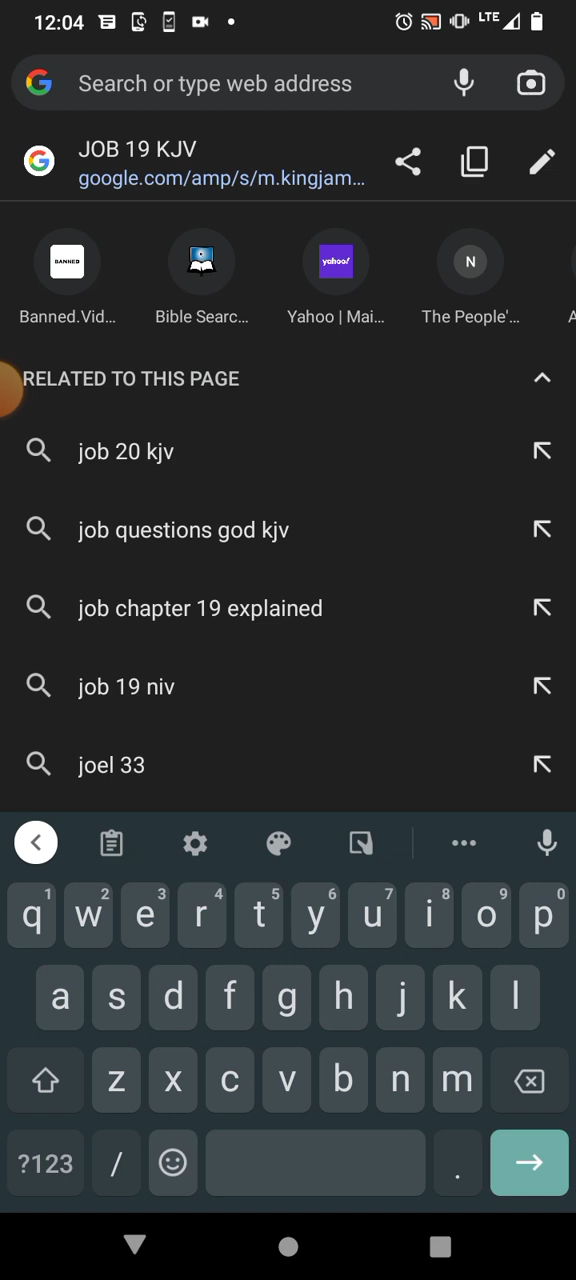 12:04
LTE
Search or type web address
JOB 19 KJV
google.com/amp/s/m.kingjam...
BANNED
yahoo!
N
Banned.Vid...
Bible Searc...
Yahoo | Mai...
The People'...
A
RELATED TO THIS PAGE
job 20 kjv
job questions god kjv
job chapter 19 explained
job 19 niv
joel 33
1 2 3 4 5 6 7 8 9 0
q w e r t y u i o p
a s d f g h j k l
z x c v b n m
?123 / .